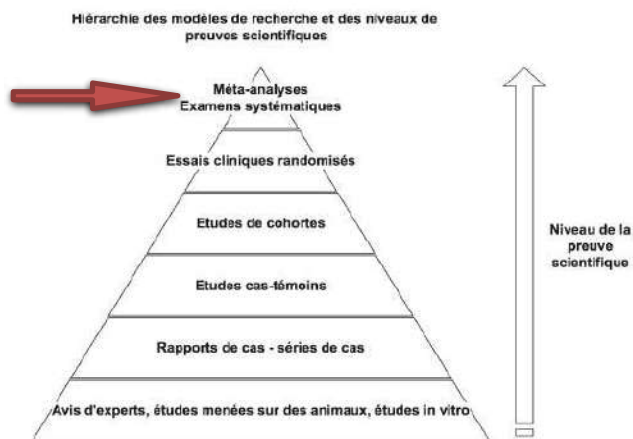 Hiérarchie des modèles de recherche et des niveaux de
preuves scientifiques
Méta-analyses
Examens systématiques
Essais cliniques randomisés
Etudes de cohortes
Etudes cas-témoins
Rapports de cas - séries de cas
Avis d'experts, études menées sur des animaux, études in vitro
Niveau de la
preuve
scientifique